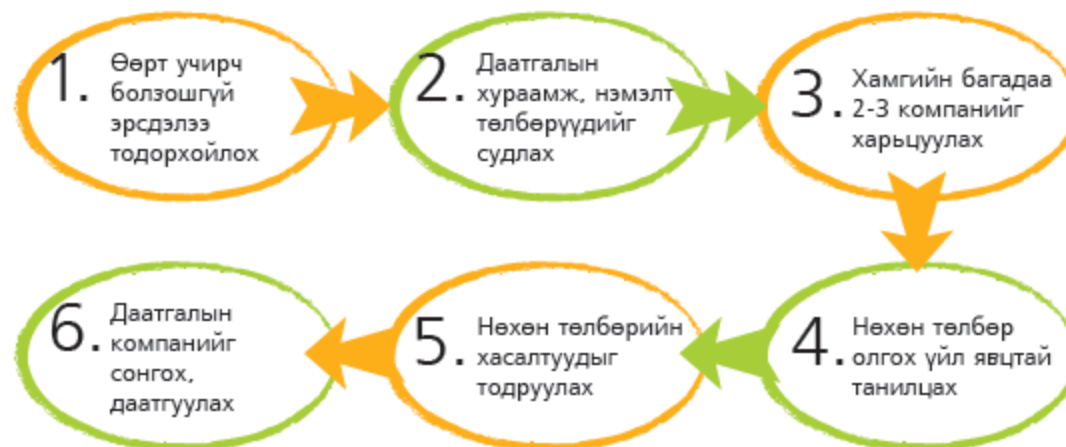 1. Өөрт учирч
болзошгүй
эрсдэлээ
тодорхойлох
2. Даатгалын
хураамж, нэмэлт
төлбөрүүдийг
судлах
3. Хамгийн багадаа
2-3 компанийг
харьцуулах
4. Нөхөн төлбөр
олгох үйл явцтай
танилцах
5. Нөхөн төлбөрийн
хасалтуудыг
тодруулах
6. Даатгалын
компанийг
сонгох,
даатгуулах